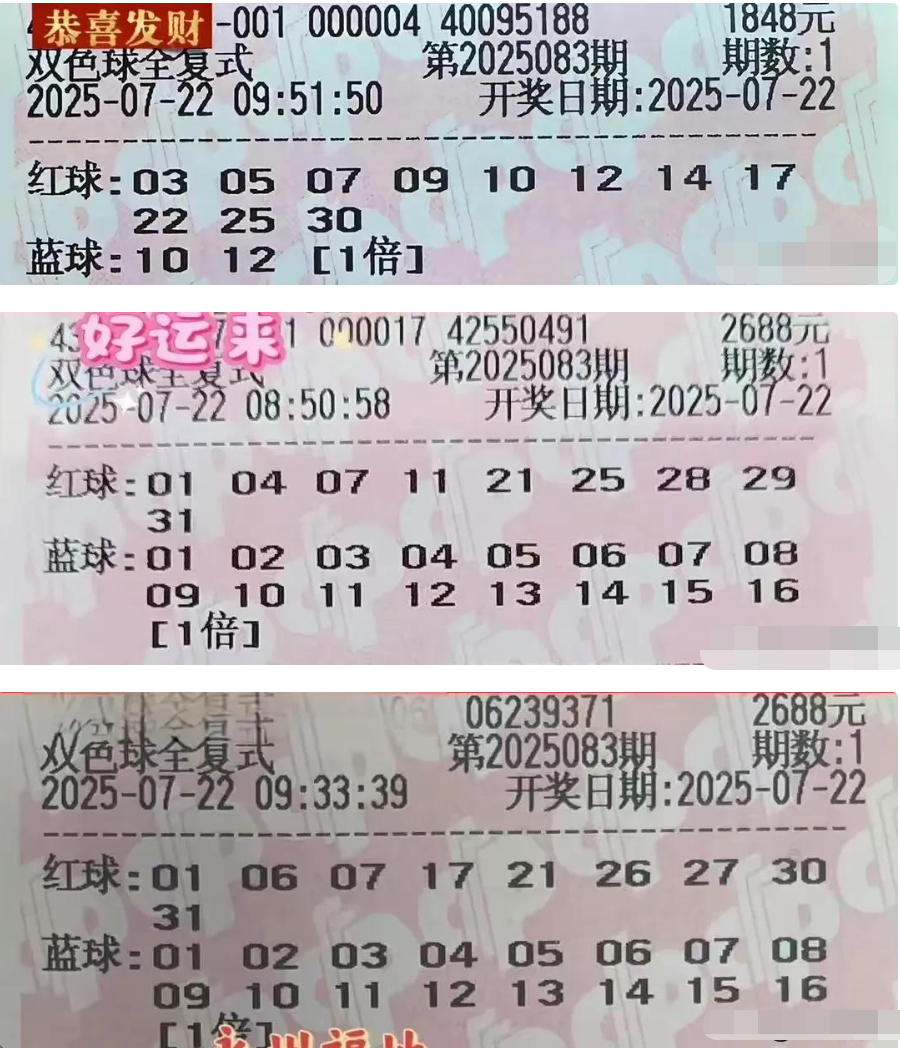 恭喜发财
-001 000004 40095188 1848元
双色球全复式 第2025083期 期数:1
2025-07-22 09:51:50 开奖日期:2025-07-22
红球:03 05 07 09 10 12 14 17
22 25 30
蓝球:10 12 [1倍]
好运来
43 7 1 000017 42550491 2688元
双色球全复式 第2025083期 期数:1
2025-07-22 08:50:58 开奖日期:2025-07-22
红球:01 04 07 11 21 25 28 29
31
蓝球:01 02 03 04 05 06 07 08
09 10 11 12 13 14 15 16
[1倍]
06239371 2688元
双色球全复式 第2025083期 期数:1
2025-07-22 09:33:39 开奖日期:2025-07-22
红球:01 06 07 17 21 26 27 30
31
蓝球:01 02 03 04 05 06 07 08
09 10 11 12 13 14 15 16
[1倍]